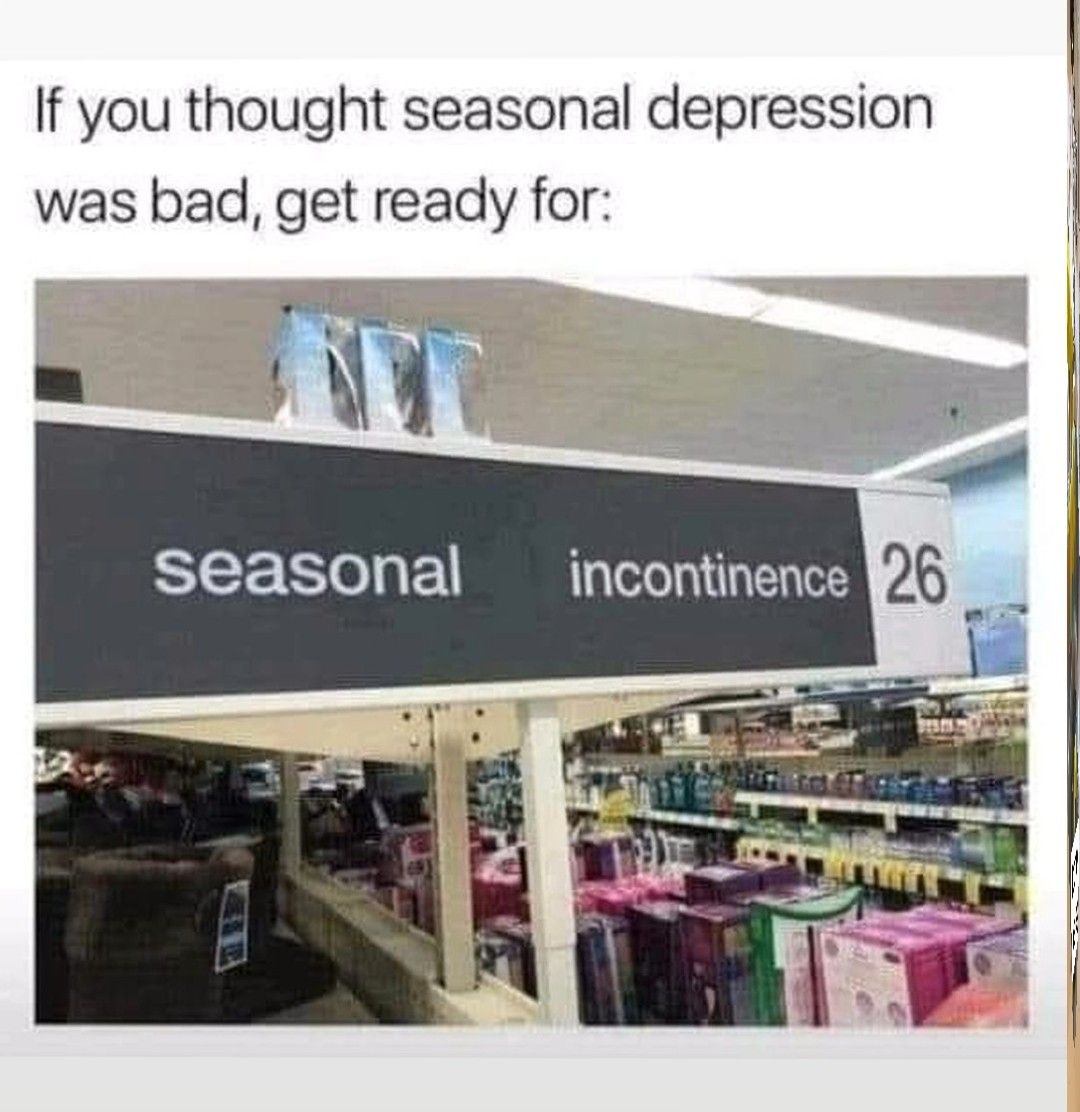 If you thought seasonal depression
was bad, get ready for:
seasonal incontinence 26